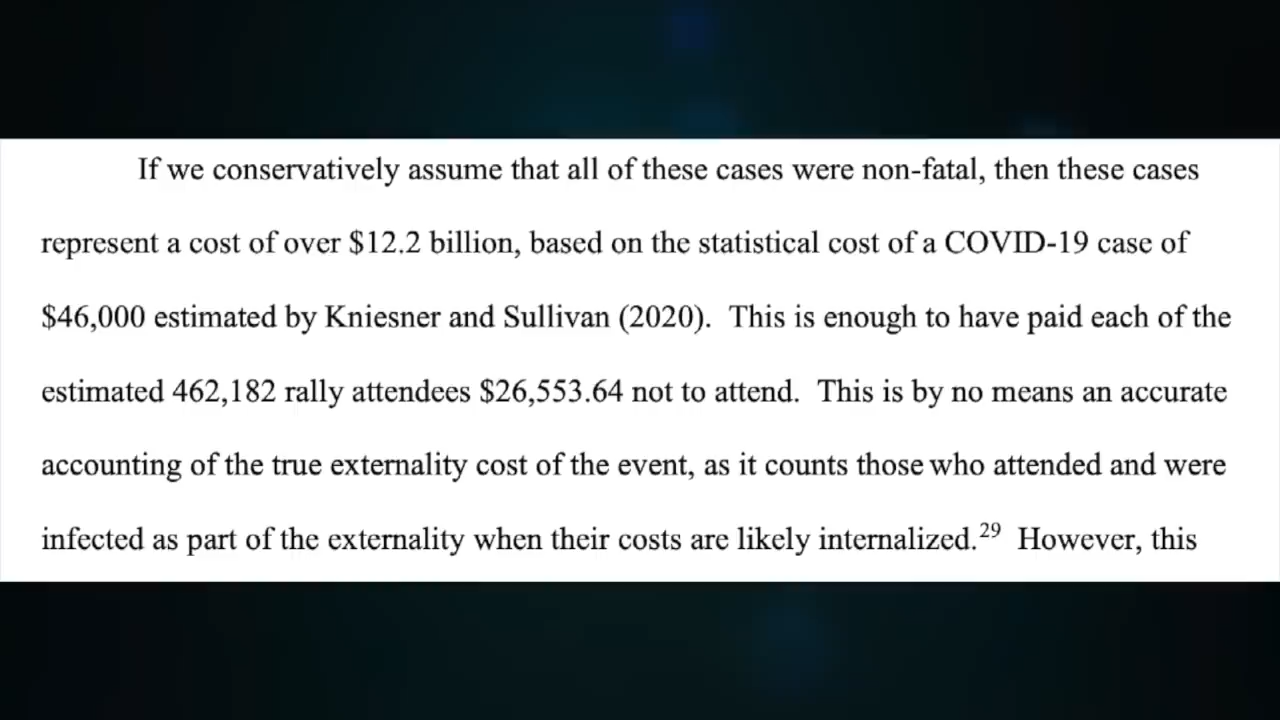 If we conservatively assume that all of these cases were non-fatal, then these cases
represent a cost of over $12.2 billion, based on the statistical cost of a COVID-19 case of
$46,000 estimated by Kniesner and Sullivan (2020).  This is enough to have paid each of the
estimated 462,182 rally attendees $26,553.64 not to attend.  This is by no means an accurate
accounting of the true externality cost of the event, as it counts those who attended and were
infected as part of the externality when their costs are likely internalized.29  However, this